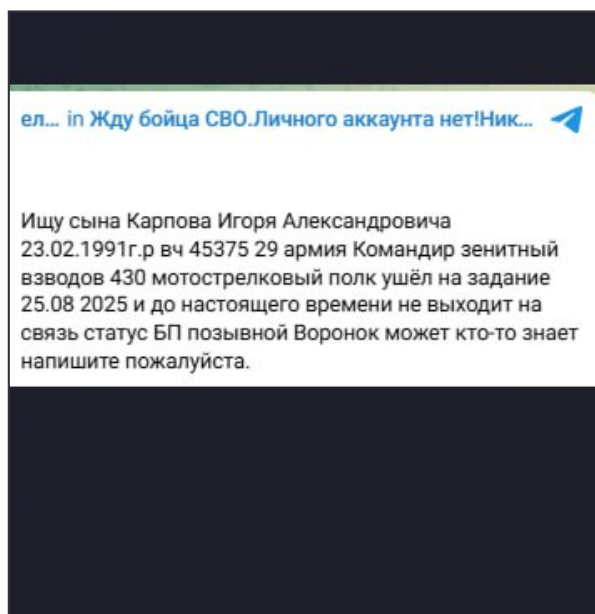 ел... in Жду бойца СВО.Личного аккаунта нет!Ник...
Ищу сына Карпова Игоря Александровича
23.02.1991г.р вч 45375 29 армия Командир зенитный
взводов 430 мотострелковый полк ушёл на задание
25.08 2025 и до настоящего времени не выходит на
связь статус БП позывной Воронок может кто-то знает
напишите пожалуйста.